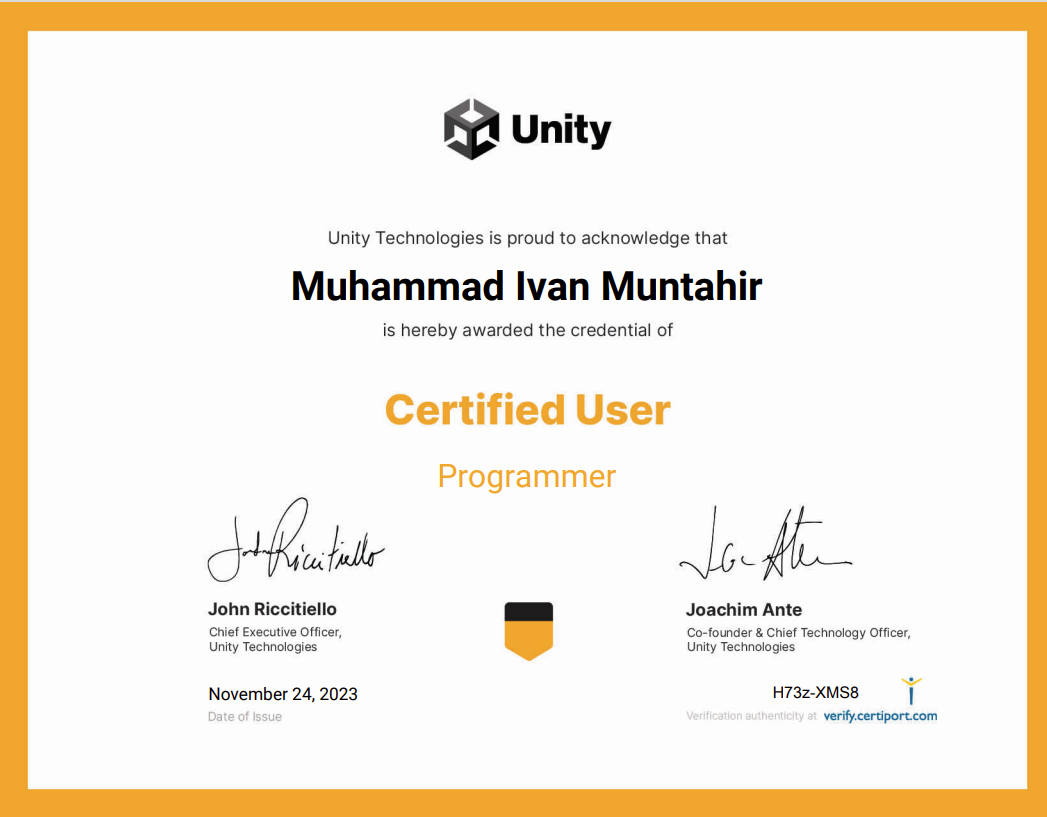 Unity
Unity Technologies is proud to acknowledge that
Muhammad Ivan Muntahir
is hereby awarded the credential of
Certified User
Programmer
John Riccitiello
Chief Executive Officer,
Unity Technologies
November 24, 2023
Date of Issue
Joachim Ante
Co-founder & Chief Technology Officer,
Unity Technologies
H73z-XMS8
Verification authenticity at verify.certiport.com